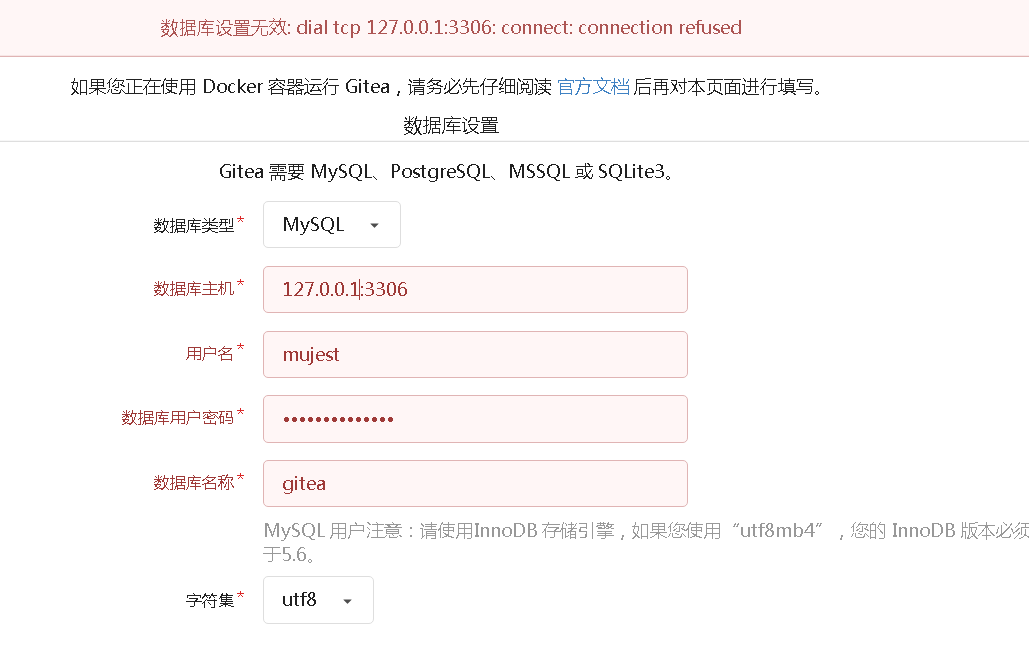 数据库设置无效: dial tcp 127.0.0.1:3306: connect: connection refused
如果您正在使用 Docker 容器运行 Gitea，请务必先仔细阅读 官方文档 后再对本页面进行填写。
数据库设置
Gitea 需要 MySQL、PostgreSQL、MSSQL 或 SQLite3。
数据库类型* MySQL
数据库主机* 127.0.0.1:3306
用户名* mujest
数据库用户密码* ••••••••••••••
数据库名称* gitea
MySQL 用户注意：请使用InnoDB 存储引擎，如果您使用“utf8mb4”，您的 InnoDB 版本必须
于5.6。
字符集* utf8